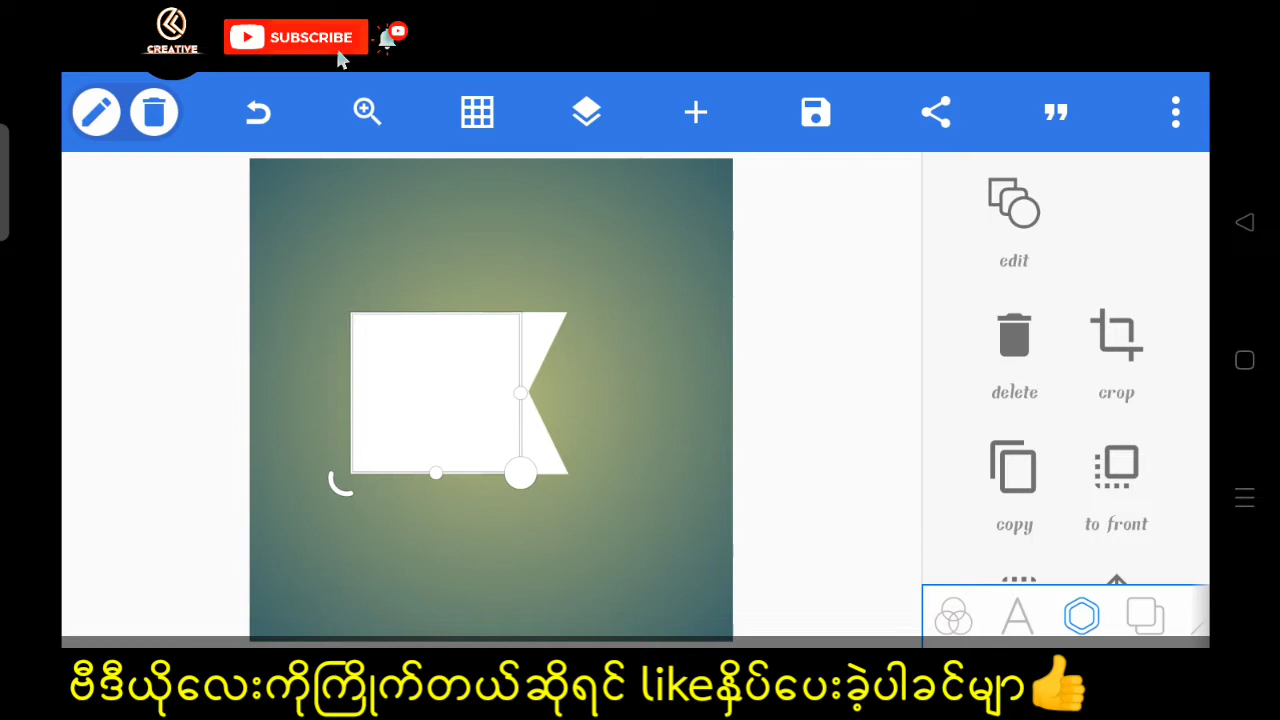 CREATIVE
SUBSCRIBE
edit
delete
crop
copy
to front
ဗီဒီယိုလေးကိုကြိုက်တယ်ဆိုရင် likeနှိပ်ပေးခဲ့ပါခင်မျာ👍